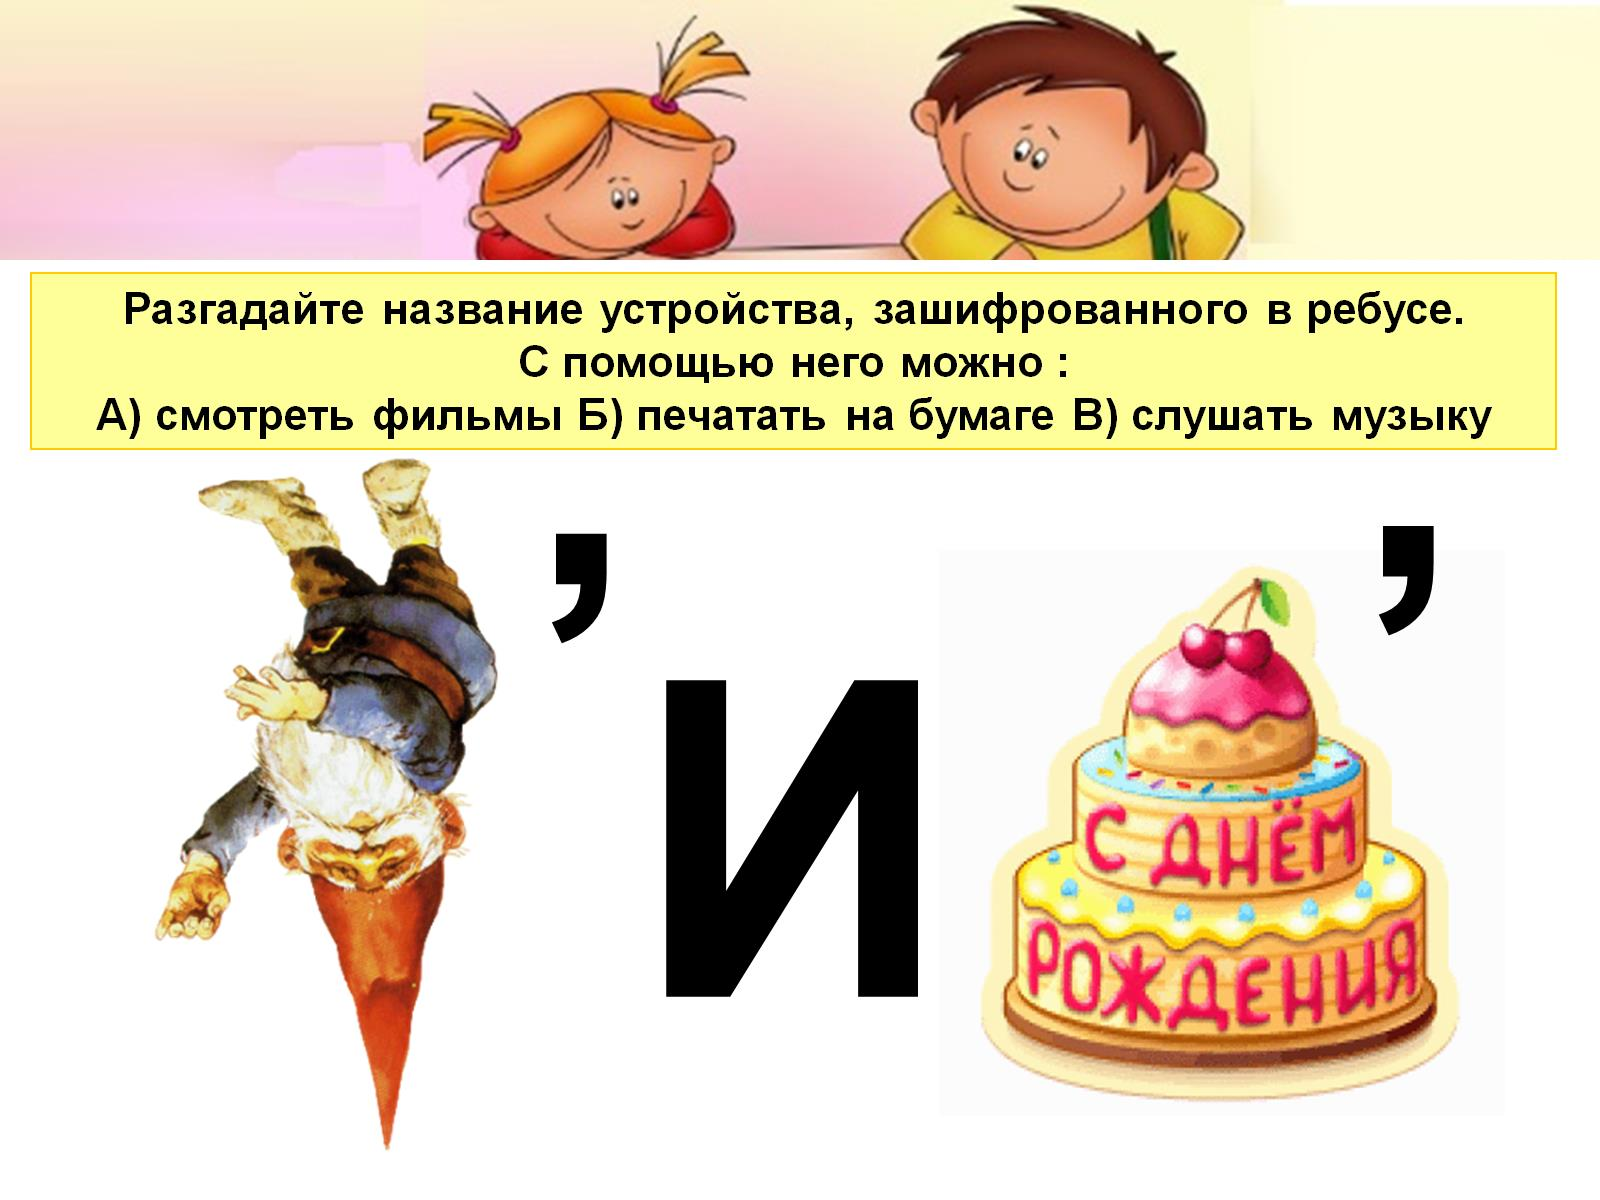 Разгадайте название устройства, зашифрованного в ребусе.
С помощью него можно :
А) смотреть фильмы Б) печатать на бумаге В) слушать музыку
, ,
И
С ДНЁМ
РОЖДЕНИЯ